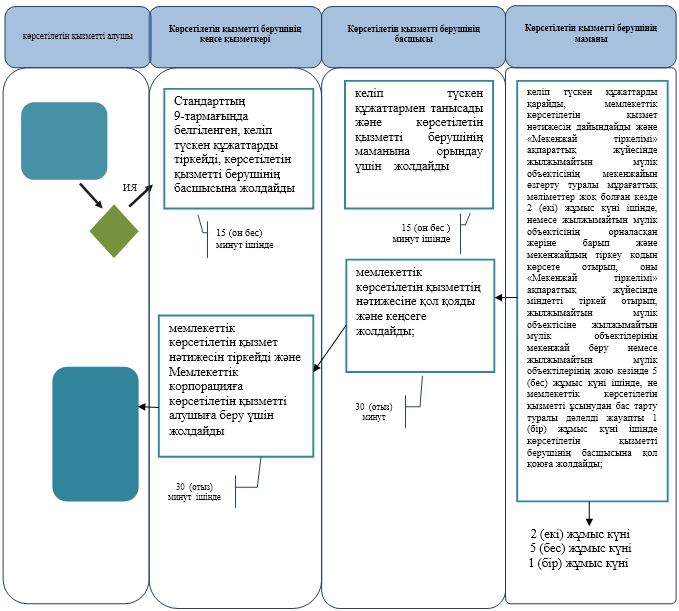 көрсетілетін қызметті алушы
Көрсетілетін қызметті берушінің
кеңсе қызметкері
Көрсетілетін қызметті берушінің
басшысы
Көрсетілетін қызметті берушінің
маманы
ИЯ
Стандарттың
9-тармағында
белгіленген, келіп
түскен құжаттарды
тіркейді, көрсетілетін
қызметті берушінің
басшысына жолдайды
15 (он бес)
минут ішінде
келіп түскен
құжаттармен танысады
және көрсетілетін
қызметті берушінің
маманына орындау
үшін жолдайды
15 (он бес )
минут ішінде
келіп түскен құжаттарды
қарайды, мемлекеттік
көрсетілетін қызмет
нәтижесін дайындайды және
«Мекенжай тіркелімі»
ақпараттық жүйесінде
жылжымайтын мүлік
объектісінің мекенжайын
өзгерту туралы мұрағаттық
мәліметтер жоқ болған кезде
2 (екі) жұмыс күні ішінде,
немесе жылжымайтын мүлік
объектісінің орналасқан
жеріне барып және
мекенжайдың тіркеу кодын
көрсете отырып, оны
«Мекенжай тіркелімі»
ақпараттық жүйесінде
міндетті тіркей отырып,
жылжымайтын мүлік
объектісіне жылжымайтын
мүлік объектілерінің
мекенжай беру немесе
жылжымайтын мүлік
объектілерінің жою кезінде 5
(бес) жұмыс күні ішінде, не
мемлекеттік көрсетілетін
қызметті ұсынудан бас тарту
туралы дәлелді жауапты 1
(бір) жұмыс күні ішінде
көрсетілетін қызметті
берушінің басшысына қол
қоюға жолдайды;
2 (екі) жұмыс күні
5 (бес) жұмыс күні
1 (бір) жұмыс күні
мемлекеттік
көрсетілетін қызметтің
нәтижесіне қол қояды
және кеңсеге
жолдайды;
30 (отыз)
минут
мемлекеттік
көрсетілетін қызмет
нәтижесін тіркейді және
Мемлекеттік
корпорацияға
көрсетілетін қызметті
алушыға беру үшін
жолдайды
30 (отыз)
минут ішінде